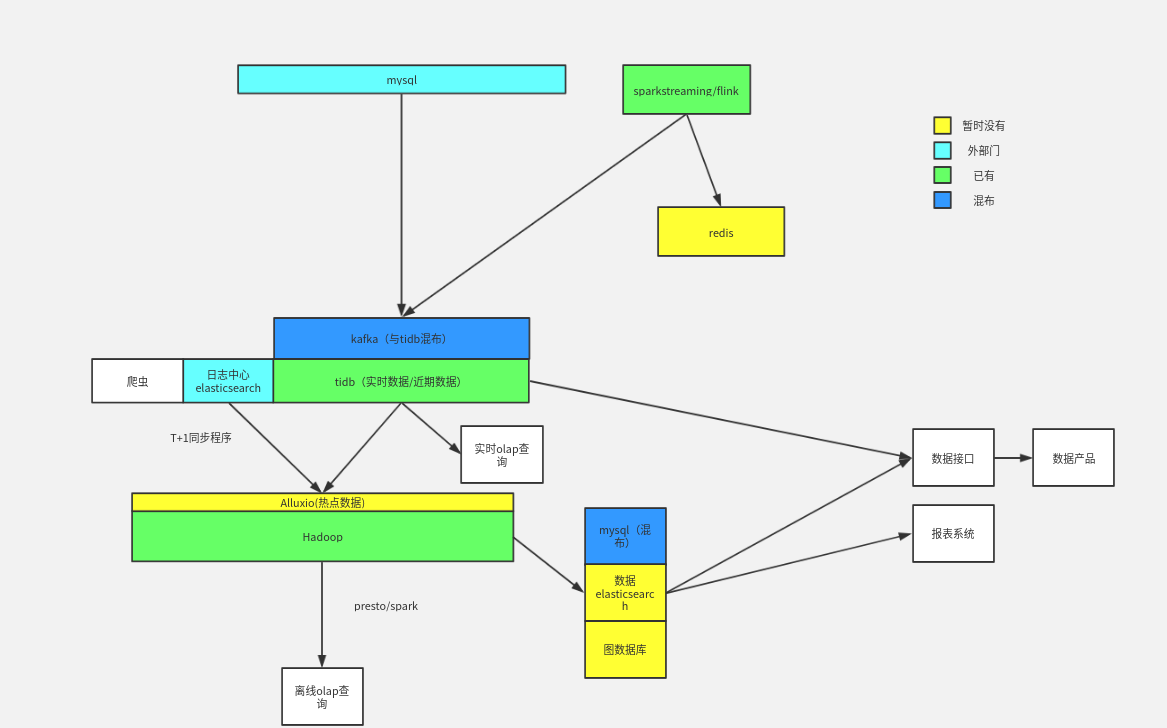 mysql
sparkstreaming/flink
暂时没有
外部门
已有
混布
redis
kafka（与tidb混布）
爬虫
日志中心
elasticsearch
tidb（实时数据/近期数据）
T+1同步程序
实时olap查
询
数据接口
数据产品
Alluxio(热点数据)
Hadoop
mysql（混
布）
报表系统
数据
elasticsearc
h
presto/spark
图数据库
离线olap查
询